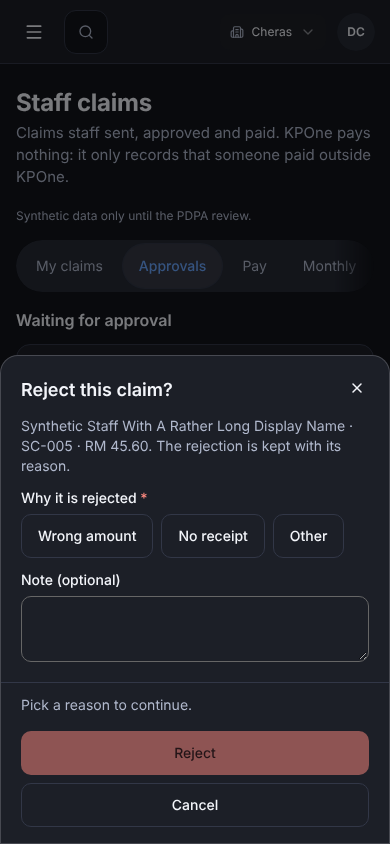 Cheras
DC
Staff claims
Claims staff sent, approved and paid. KPOne pays
nothing: it only records that someone paid outside
KPOne.
Synthetic data only until the PDPA review.
My claims
Approvals
Pay
Monthly
Waiting for approval
Reject this claim?
Synthetic Staff With A Rather Long Display Name ·
SC-005 · RM 45.60. The rejection is kept with its
reason.
Why it is rejected *
Wrong amount
No receipt
Other
Note (optional)
Pick a reason to continue.
Reject
Cancel